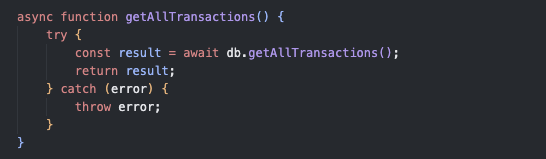 async function getAllTransactions() {
    try {
        const result = await db.getAllTransactions();
        return result;
    } catch (error) {
        throw error;
    }
}